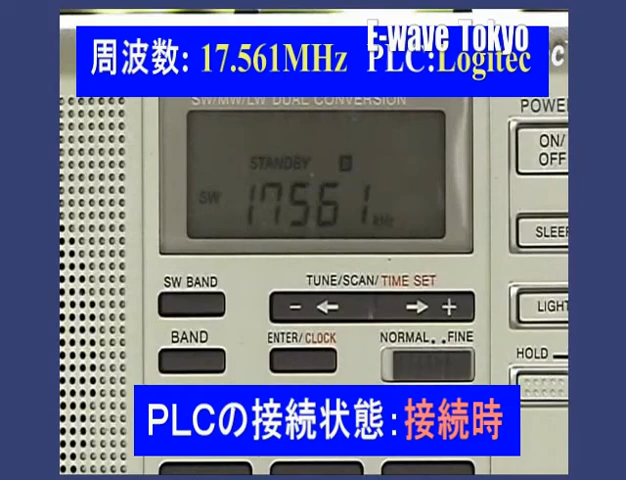 E-wave Tokyo
周波数: 17.561MHz PLC:Logitec
SW/MW/LW DUAL CONVERSION
POWER
ON/
OFF
STANDBY
SW 17561 kHz
SLEEP
SW BAND
TUNE/SCAN/TIME SET
- ← → +
LIGHT
BAND
ENTER/CLOCK
NORMAL..FINE
HOLD
PLCの接続状態:接続時